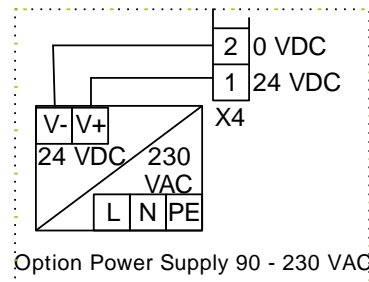 2 0 VDC
1 24 VDC
X4
V- V+
24 VDC 230
VAC
L N PE
Option Power Supply 90 - 230 VAC